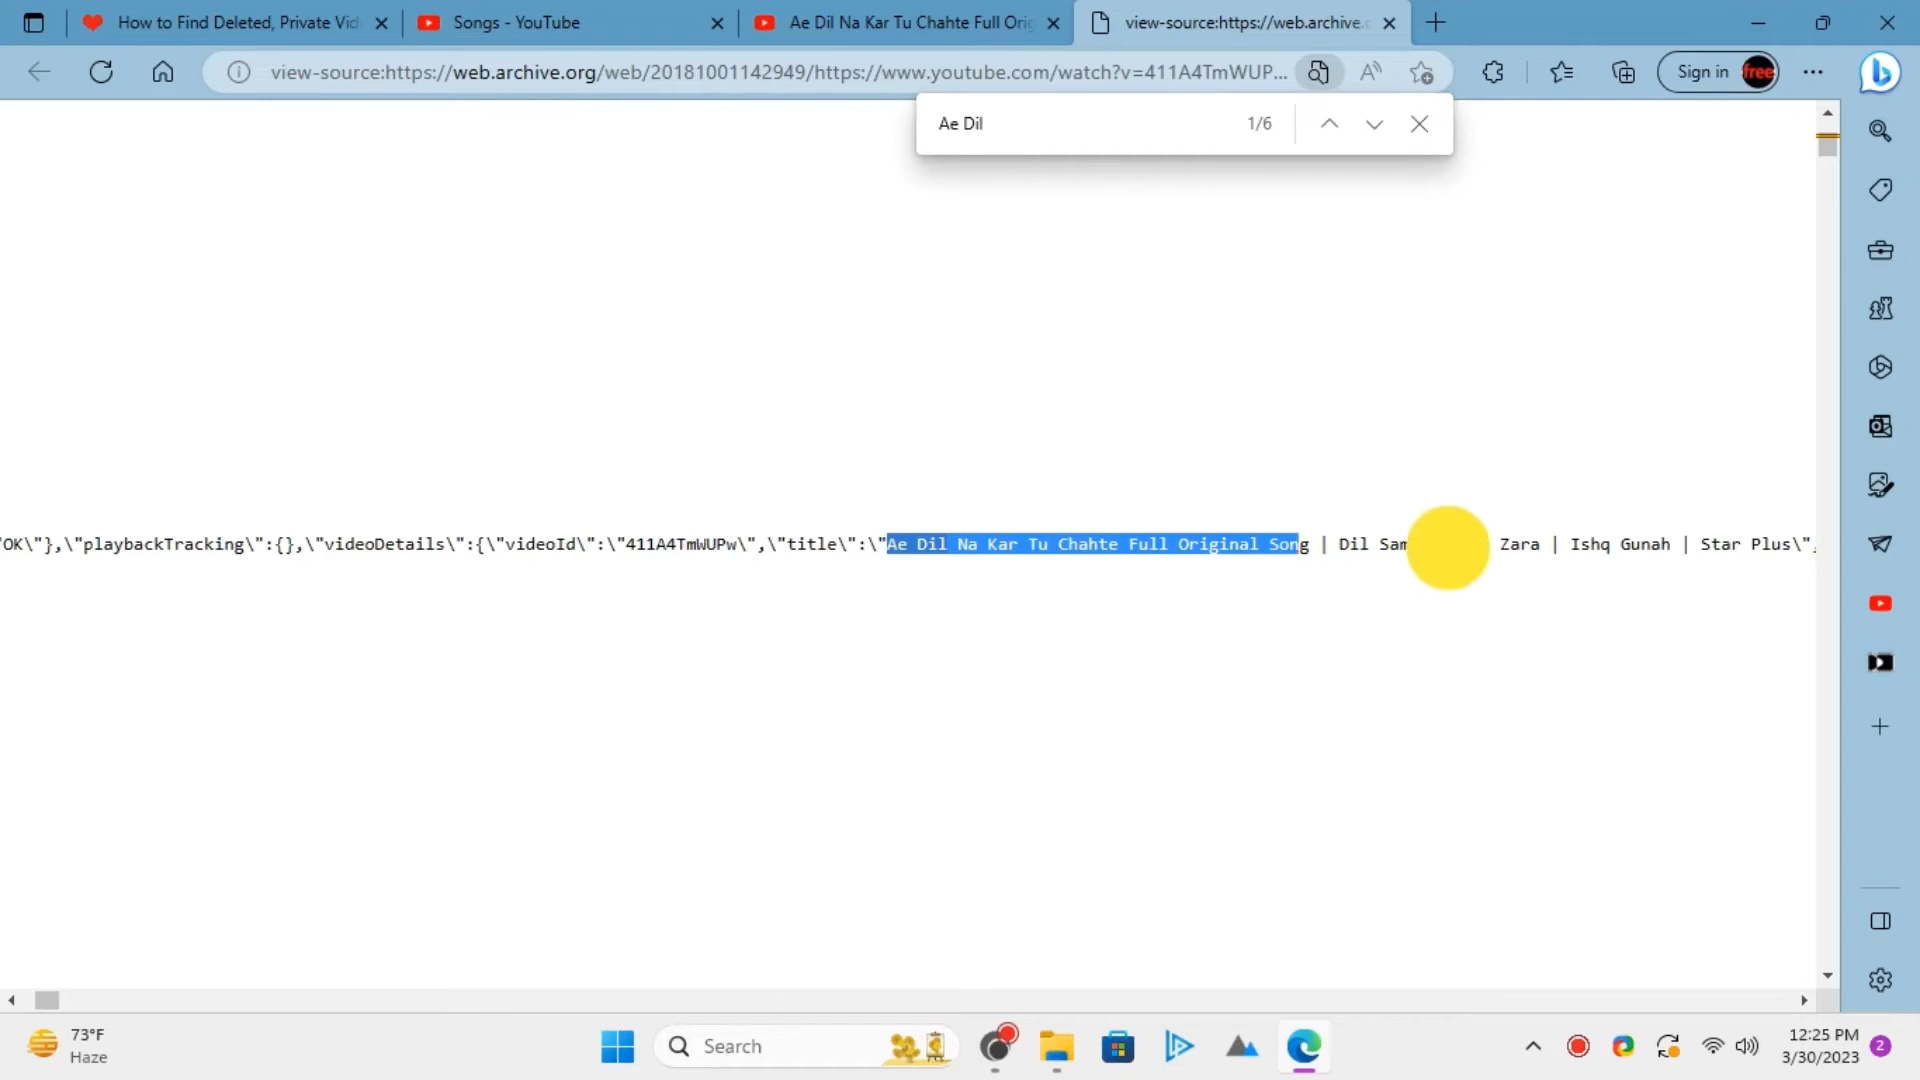 How to Find Deleted, Private Vid
Songs - YouTube
Ae Dil Na Kar Tu Chahte Full Orig
view-source:https://web.archive.
view-source:https://web.archive.org/web/20181001142949/https://www.youtube.com/watch?v=411A4TmWUP...
Sign in
free
Ae Dil
1/6
"OK\"},\"playbackTracking\":{},\"videoDetails\":{\"videoId\":\"411A4TmWUPw\",\"title\":\"Ae Dil Na Kar Tu Chahte Full Original Song | Dil Sam Zara | Ishq Gunah | Star Plus\",
73°F
Haze
Search
12:25 PM
3/30/2023
2